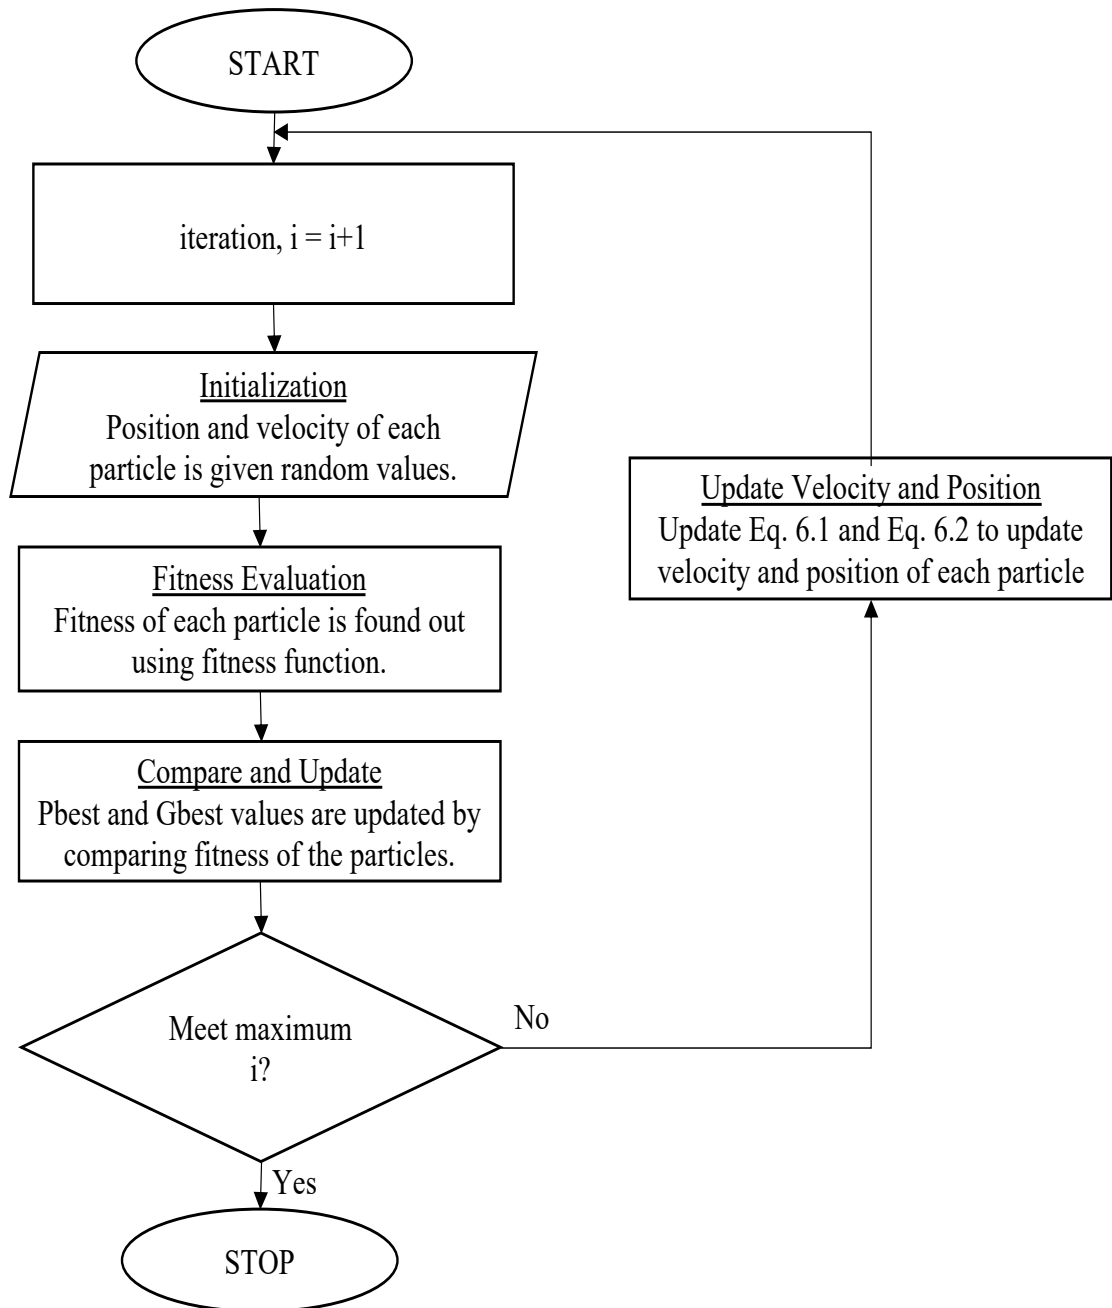 START
iteration, i = i+1
Initialization
Position and velocity of each
particle is given random values.
Fitness Evaluation
Fitness of each particle is found out
using fitness function.
Compare and Update
Pbest and Gbest values are updated by
comparing fitness of the particles.
Meet maximum
i?
No
Update Velocity and Position
Update Eq. 6.1 and Eq. 6.2 to update
velocity and position of each particle
Yes
STOP